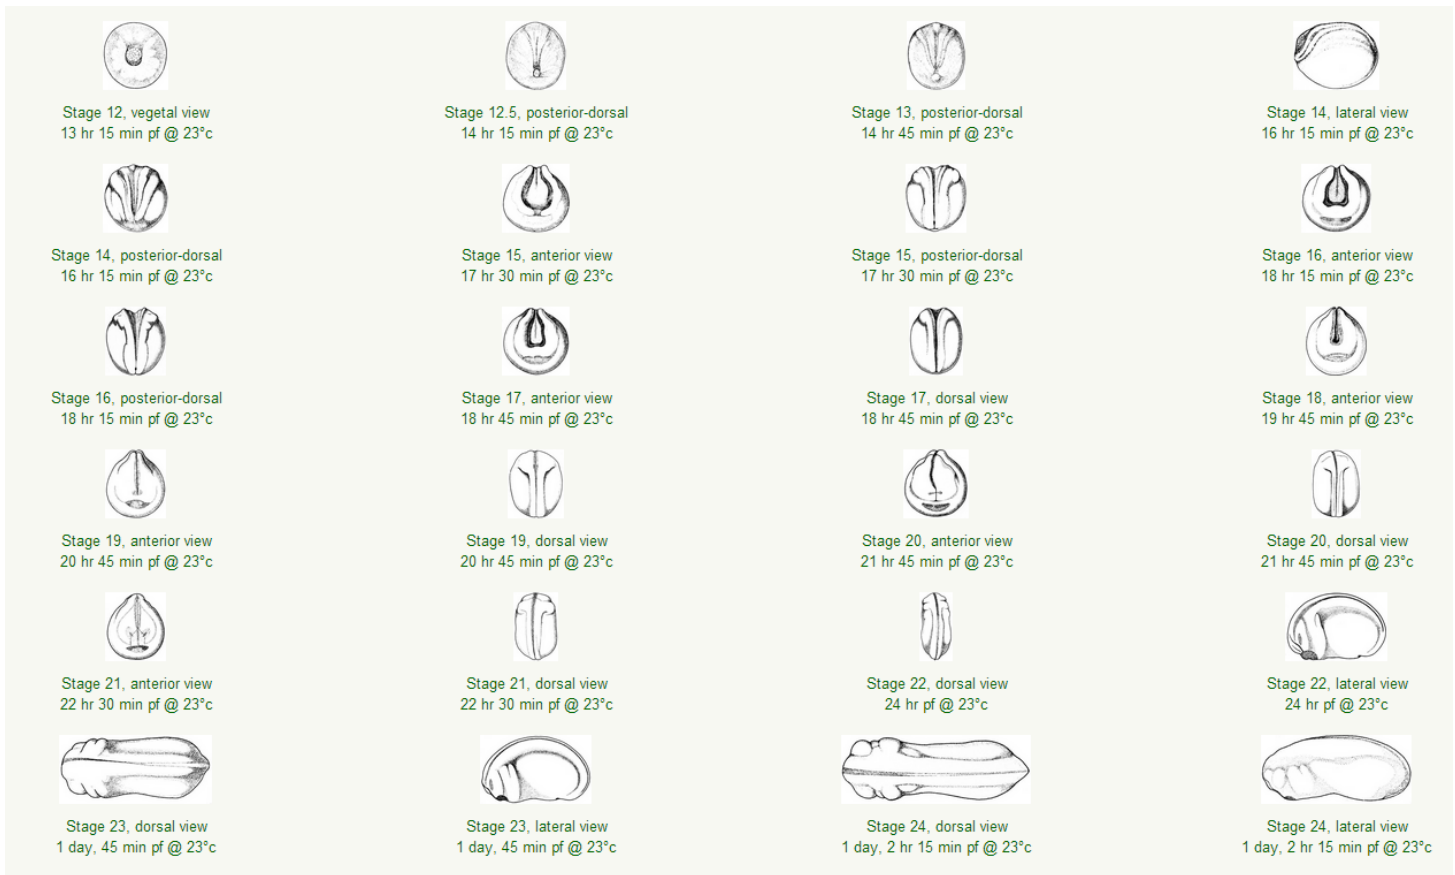 Stage 12, vegetal view
13 hr 15 min pf @ 23°c
Stage 12.5, posterior-dorsal
14 hr 15 min pf @ 23°c
Stage 13, posterior-dorsal
14 hr 45 min pf @ 23°c
Stage 14, lateral view
16 hr 15 min pf @ 23°c
Stage 14, posterior-dorsal
16 hr 15 min pf @ 23°c
Stage 15, anterior view
17 hr 30 min pf @ 23°c
Stage 15, posterior-dorsal
17 hr 30 min pf @ 23°c
Stage 16, anterior view
18 hr 15 min pf @ 23°c
Stage 16, posterior-dorsal
18 hr 15 min pf @ 23°c
Stage 17, anterior view
18 hr 45 min pf @ 23°c
Stage 17, dorsal view
18 hr 45 min pf @ 23°c
Stage 18, anterior view
19 hr 45 min pf @ 23°c
Stage 19, anterior view
20 hr 45 min pf @ 23°c
Stage 19, dorsal view
20 hr 45 min pf @ 23°c
Stage 20, anterior view
21 hr 45 min pf @ 23°c
Stage 20, dorsal view
21 hr 45 min pf @ 23°c
Stage 21, anterior view
22 hr 30 min pf @ 23°c
Stage 21, dorsal view
22 hr 30 min pf @ 23°c
Stage 22, dorsal view
24 hr pf @ 23°c
Stage 22, lateral view
24 hr pf @ 23°c
Stage 23, dorsal view
1 day, 45 min pf @ 23°c
Stage 23, lateral view
1 day, 45 min pf @ 23°c
Stage 24, dorsal view
1 day, 2 hr 15 min pf @ 23°c
Stage 24, lateral view
1 day, 2 hr 15 min pf @ 23°c